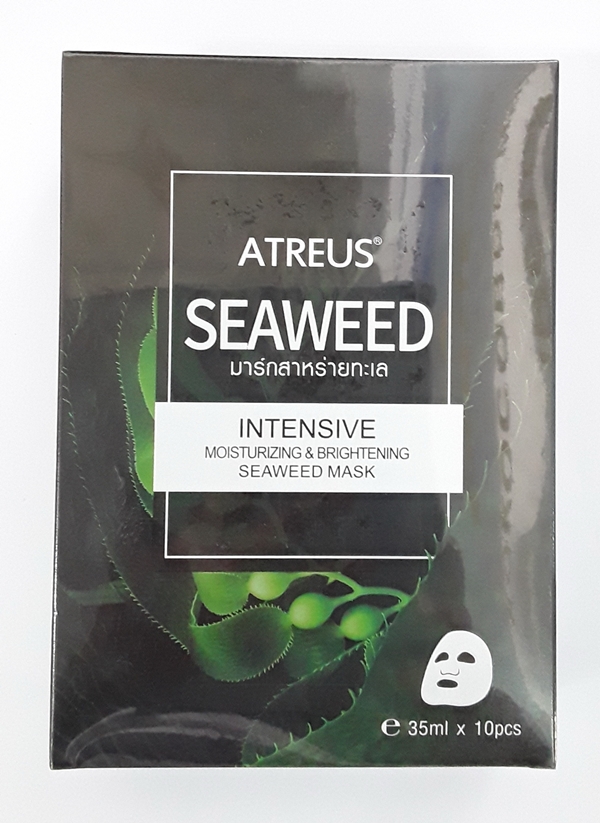 ATREUS®
SEAWEED
มาร์กสาหร่ายทะเล
INTENSIVE
MOISTURIZING & BRIGHTENING
SEAWEED MASK
℮ 35ml x 10pcs